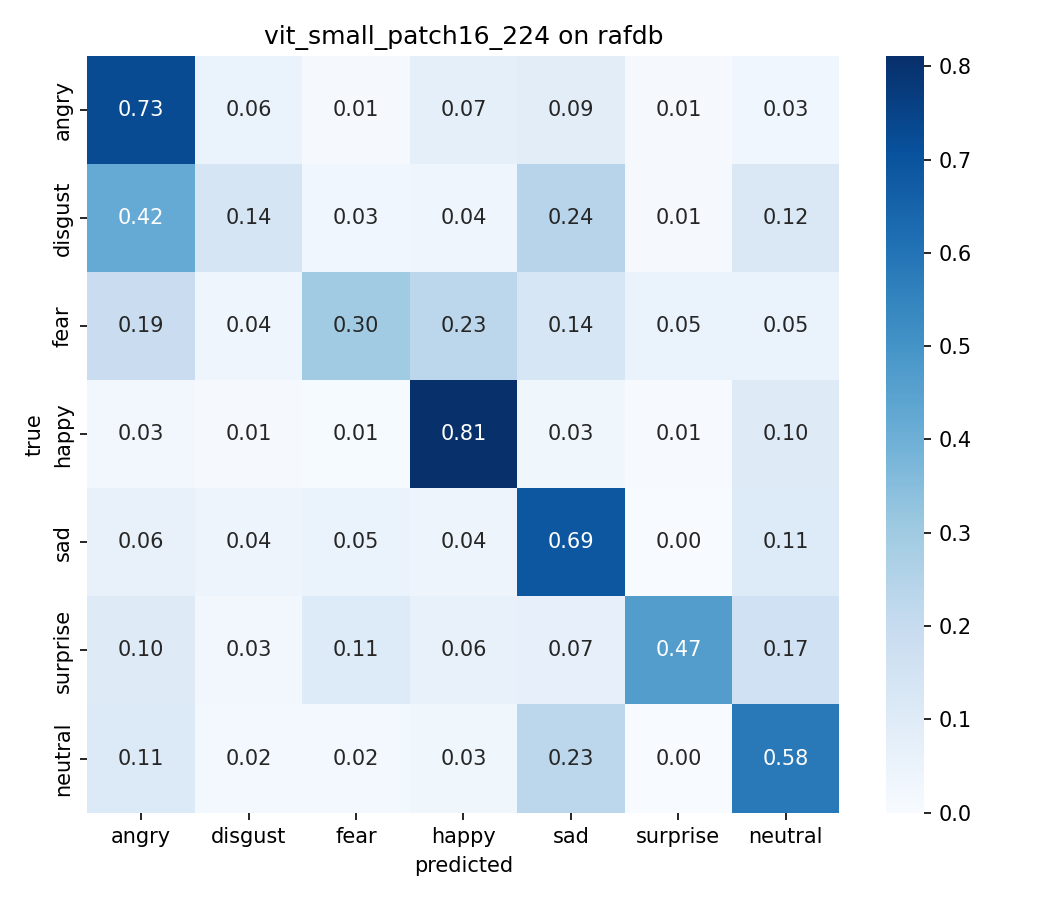 vit_small_patch16_224 on rafdb
angry 0.73 0.06 0.01 0.07 0.09 0.01 0.03
disgust 0.42 0.14 0.03 0.04 0.24 0.01 0.12
fear 0.19 0.04 0.30 0.23 0.14 0.05 0.05
true
happy 0.03 0.01 0.01 0.81 0.03 0.01 0.10
sad 0.06 0.04 0.05 0.04 0.69 0.00 0.11
surprise 0.10 0.03 0.11 0.06 0.07 0.47 0.17
neutral 0.11 0.02 0.02 0.03 0.23 0.00 0.58
angry disgust fear happy sad surprise neutral
predicted
0.8
0.7
0.6
0.5
0.4
0.3
0.2
0.1
0.0